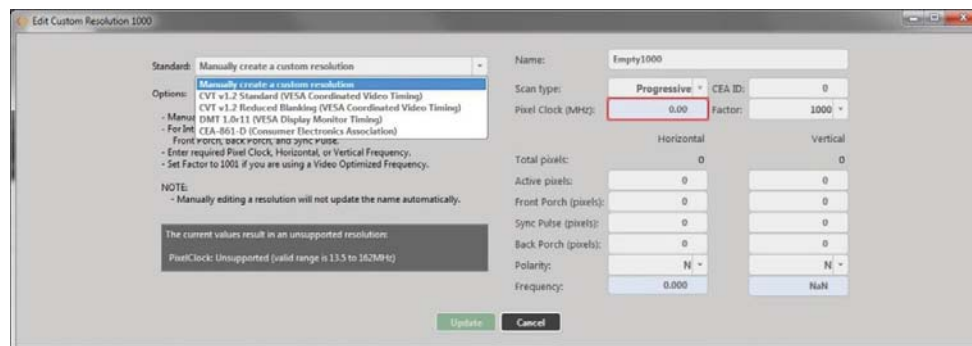 Edit Custom Resolution 1000
Standard: Manually create a custom resolution
Manually create a custom resolution
CVT v1.2 Standard (VESA Coordinated Video Timing)
CVT v1.2 Reduced Blanking (VESA Coordinated Video Timing)
DMT 1.0r11 (VESA Display Monitor Timing)
CEA-861-D (Consumer Electronics Association)
Options:
- Manua
- For Int
Front Porch, Back Porch, and Sync Pulse.
- Enter required Pixel Clock, Horizontal, or Vertical Frequency.
- Set Factor to 1001 if you are using a Video Optimized Frequency.
NOTE:
- Manually editing a resolution will not update the name automatically.
The current values result in an unsupported resolution:
PixelClock: Unsupported (valid range is 13.5 to 162MHz)
Name: Empty1000
Scan type: Progressive CEA ID: 0
Pixel Clock (MHz): 0.00 Factor: 1000
Horizontal Vertical
Total pixels: 0 0
Active pixels: 0 0
Front Porch (pixels): 0 0
Sync Pulse (pixels): 0 0
Back Porch (pixels): 0 0
Polarity: N N
Frequency: 0.000 NaN
Update Cancel